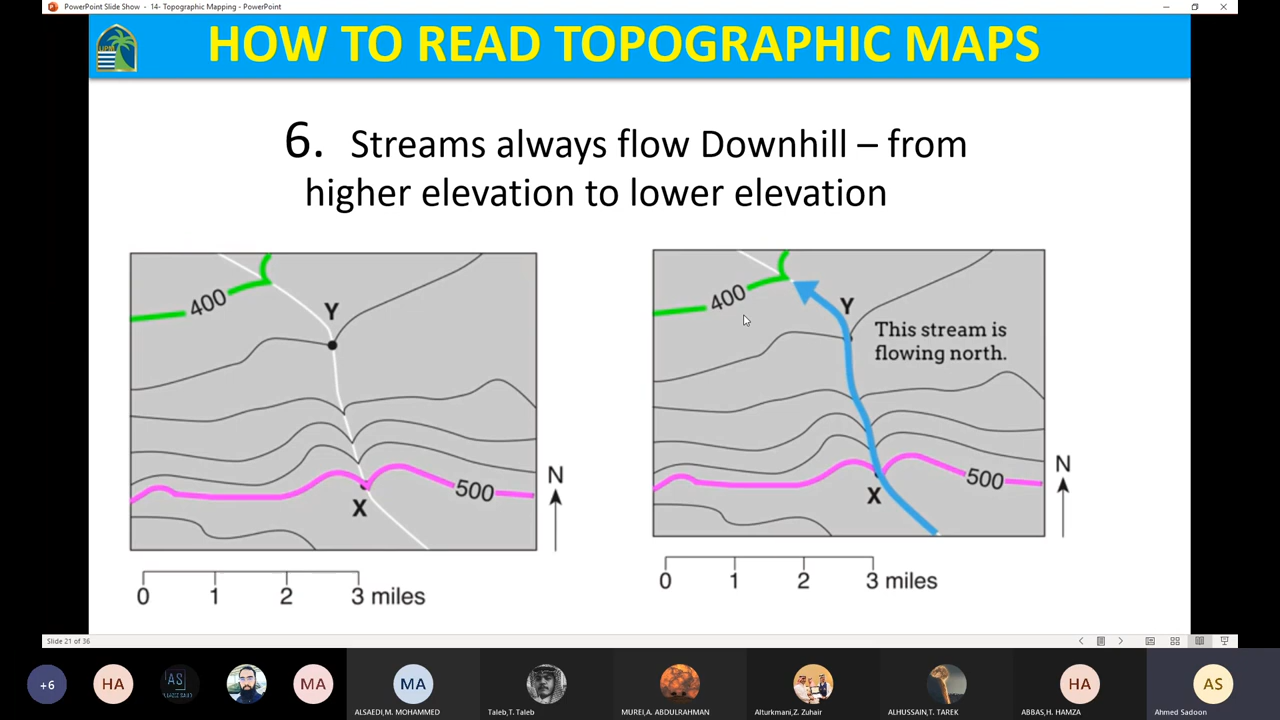 PowerPoint Slide Show - 14- Topographic Mapping - PowerPoint
HOW TO READ TOPOGRAPHIC MAPS
6. Streams always flow Downhill – from
higher elevation to lower elevation
400
Y
500
X
N
0 1 2 3 miles
400
Y
This stream is
flowing north.
500
X
N
0 1 2 3 miles
Slide 21 of 36
+6
HA
AS
MA
MA
HA
AS
ALSAEDI,M. MOHAMMED
Taleb,T. Taleb
MUREI,A. ABDULRAHMAN
Alturkmani,Z. Zuhair
ALHUSSAIN,T. TAREK
ABBAS,H. HAMZA
Ahmed Sadoon